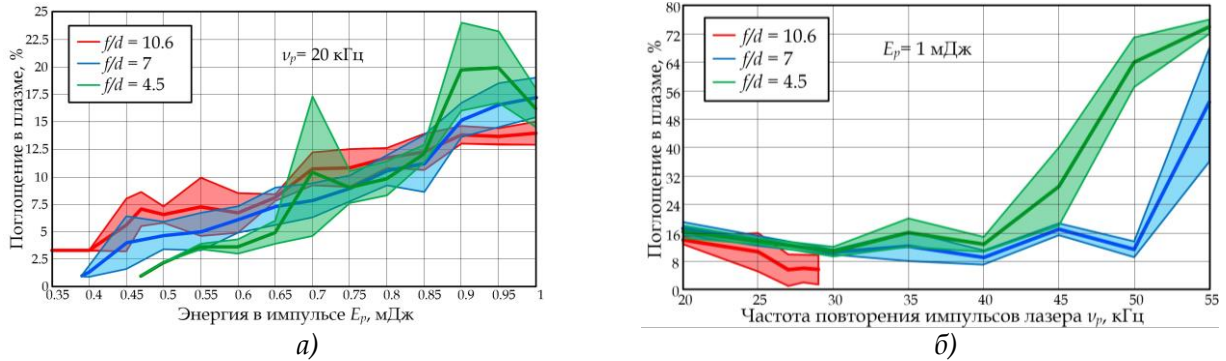 Поглощение в плазме, %
25
22.5
20
17.5
15
12.5
10
7.5
5
2.5
0
f/d = 10.6
f/d = 7
f/d = 4.5
νp= 20 кГц
0.35 0.4 0.45 0.5 0.55 0.6 0.65 0.7 0.75 0.8 0.85 0.9 0.95 1
Энергия в импульсе Ep, мДж
а)
Поглощение в плазме, %
80
72
64
56
48
40
32
24
16
8
0
f/d = 10.6
f/d = 7
f/d = 4.5
Ep= 1 мДж
20 25 30 35 40 45 50 55
Частота повторения импульсов лазера νp, кГц
б)